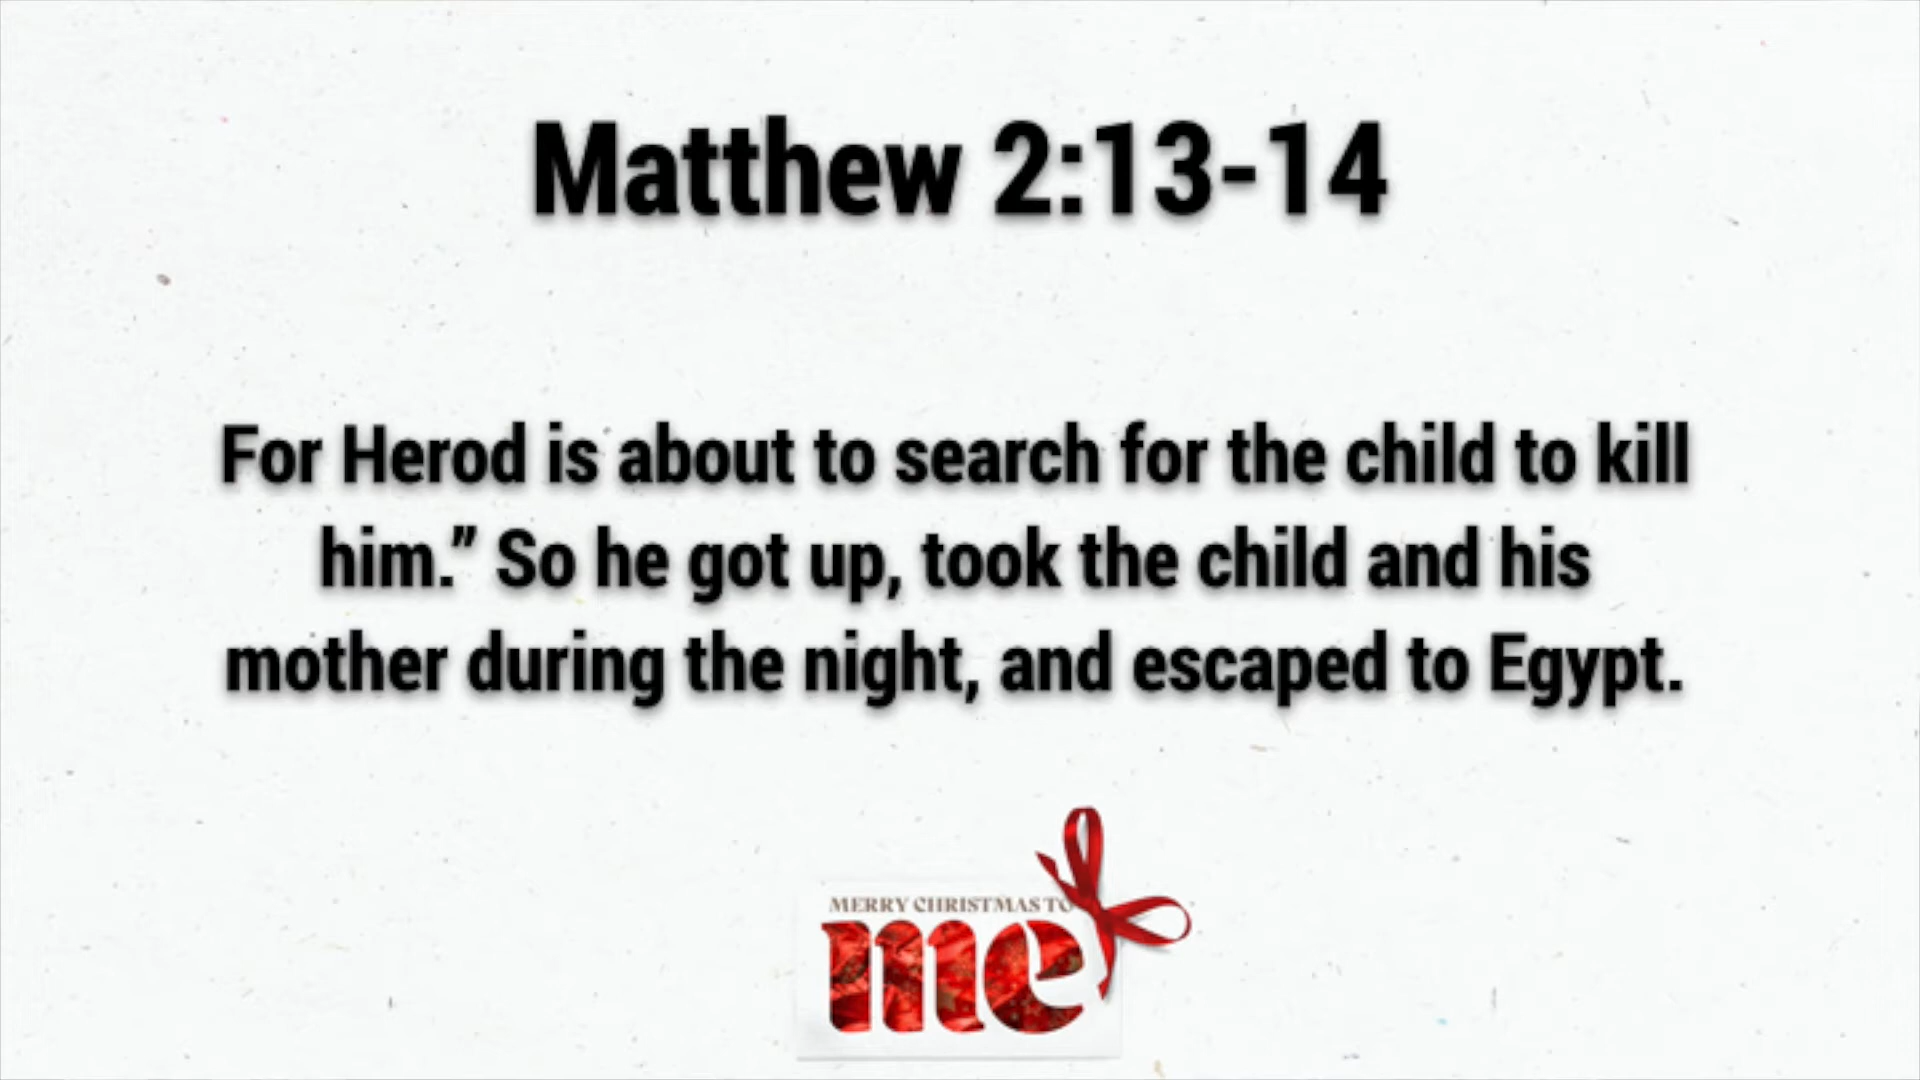 Matthew 2:13-14
For Herod is about to search for the child to kill
him.” So he got up, took the child and his
mother during the night, and escaped to Egypt.
MERRY CHRISTMAS TO
me